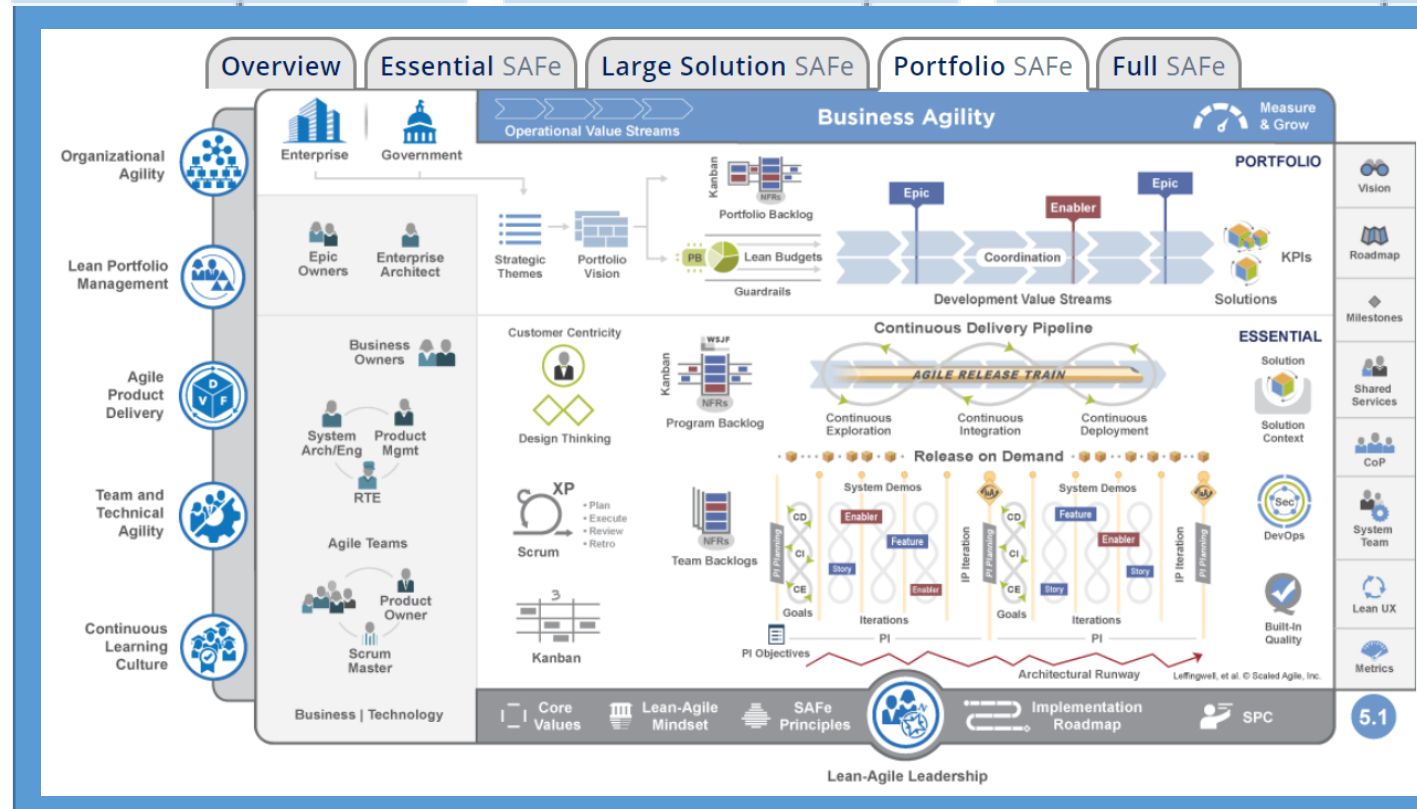 Overview
Essential SAFe
Large Solution SAFe
Portfolio SAFe
Full SAFe
Organizational
Agility
Lean Portfolio
Management
Agile
Product
Delivery
D
V
F
Team and
Technical
Agility
Continuous
Learning
Culture
Enterprise
Government
Operational Value Streams
Business Agility
Measure
& Grow
PORTFOLIO
Epic
Owners
Enterprise
Architect
Strategic
Themes
Portfolio
Vision
Kanban
NFRs
Portfolio Backlog
PB
Lean Budgets
Guardrails
Epic
Enabler
Epic
Coordination
Development Value Streams
KPIs
Solutions
Business
Owners
System
Arch/Eng
Product
Mgmt
RTE
Agile Teams
Product
Owner
Scrum
Master
Business | Technology
Customer Centricity
Design Thinking
XP
Scrum
• Plan
• Execute
• Review
• Retro
3
Kanban
WSJF
Kanban
NFRs
Program Backlog
NFRs
Team Backlogs
Continuous Delivery Pipeline
AGILE RELEASE TRAIN
Continuous
Exploration
Continuous
Integration
Continuous
Deployment
Release on Demand
System Demos
System Demos
PI Planning
CD
CI
CE
Goals
Enabler
Feature
Story
Enabler
Iterations
IP Iteration
I&A
PI Planning
CD
CI
CE
Goals
Feature
Enabler
Story
Story
Iterations
IP Iteration
I&A
PI Objectives
PI
PI
Architectural Runway
Leffingwell, et al. © Scaled Agile, Inc.
ESSENTIAL
Solution
Solution
Context
Sec
DevOps
Built-In
Quality
Vision
Roadmap
Milestones
Shared
Services
CoP
System
Team
Lean UX
Metrics
5.1
Core
Values
Lean-Agile
Mindset
SAFe
Principles
N
Implementation
Roadmap
SPC
Lean-Agile Leadership